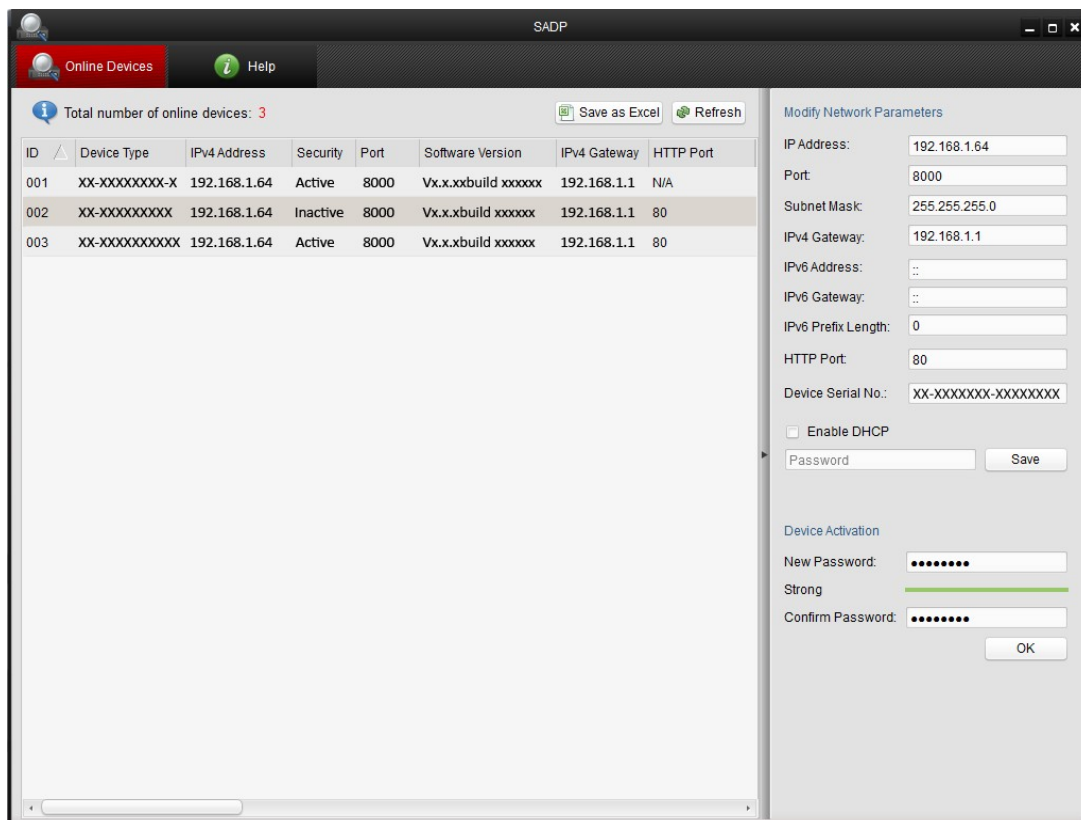 SADP
Online Devices
Help
Total number of online devices: 3
Save as Excel
Refresh
ID Device Type IPv4 Address Security Port Software Version IPv4 Gateway HTTP Port
001 XX-XXXXXXXX-X 192.168.1.64 Active 8000 Vx.x.xxbuild xxxxxx 192.168.1.1 N/A
002 XX-XXXXXXXXX 192.168.1.64 Inactive 8000 Vx.x.xbuild xxxxxx 192.168.1.1 80
003 XX-XXXXXXXXXX 192.168.1.64 Active 8000 Vx.x.xbuild xxxxxx 192.168.1.1 80
Modify Network Parameters
IP Address: 192.168.1.64
Port: 8000
Subnet Mask: 255.255.255.0
IPv4 Gateway: 192.168.1.1
IPv6 Address: ::
IPv6 Gateway: ::
IPv6 Prefix Length: 0
HTTP Port: 80
Device Serial No.: XX-XXXXXXX-XXXXXXXX
Enable DHCP
Password Save
Device Activation
New Password: ●●●●●●●●
Strong
Confirm Password: ●●●●●●●●
OK